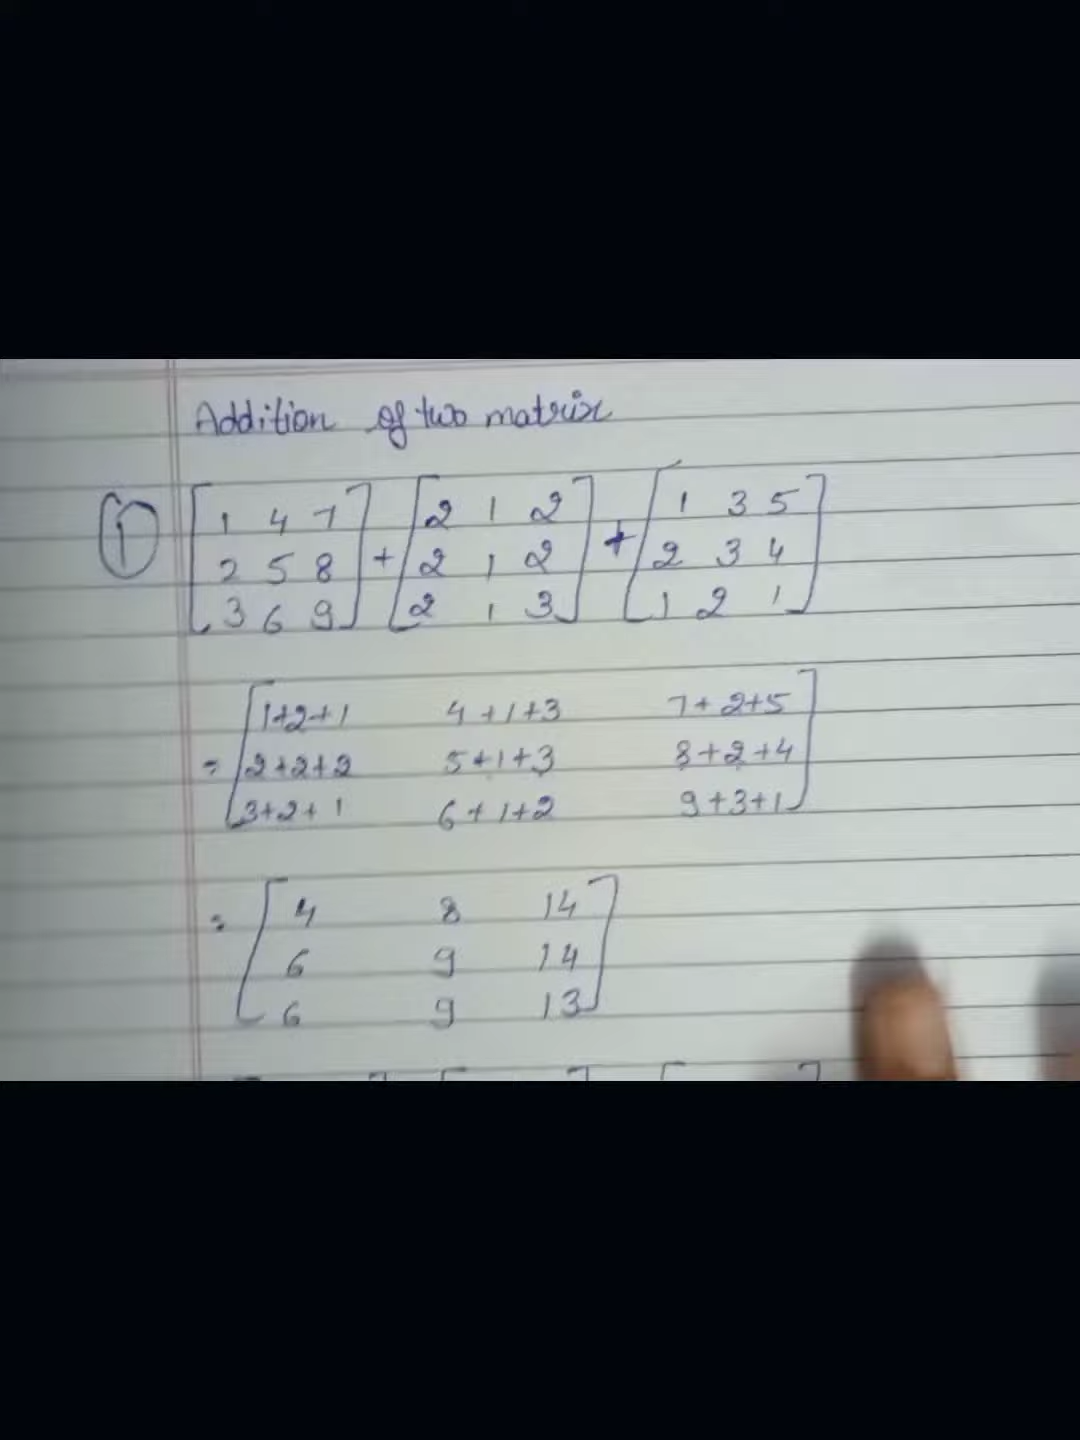 Addition of two matrix
① [1 4 7] + [2 1 2] + [1 3 5]
[2 5 8] [2 1 2] [2 3 4]
[3 6 9] [2 1 3] [1 2 1]
= [1+2+1 4+1+3 7+2+5]
[2+2+2 5+1+3 8+2+4]
[3+2+1 6+1+2 9+3+1]
= [4 8 14]
[6 9 14]
[6 9 13]